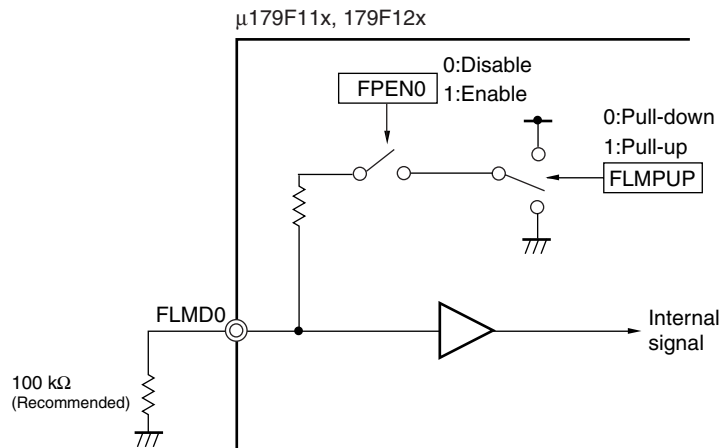 μ179F11x, 179F12x
0:Disable
FPEN0
1:Enable
0:Pull-down
1:Pull-up
FLMPUP
FLMD0
Internal
signal
100 kΩ
(Recommended)